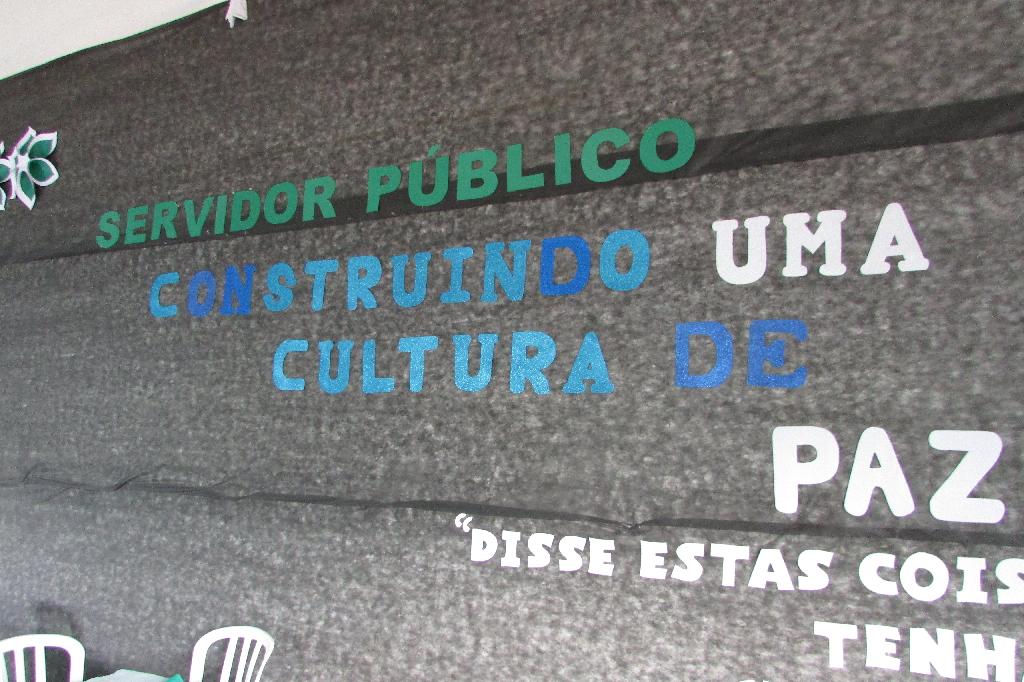 SERVIDOR PÚBLICO
CONSTRUINDO UMA
CULTURA DE
PAZ
"DISSE ESTAS